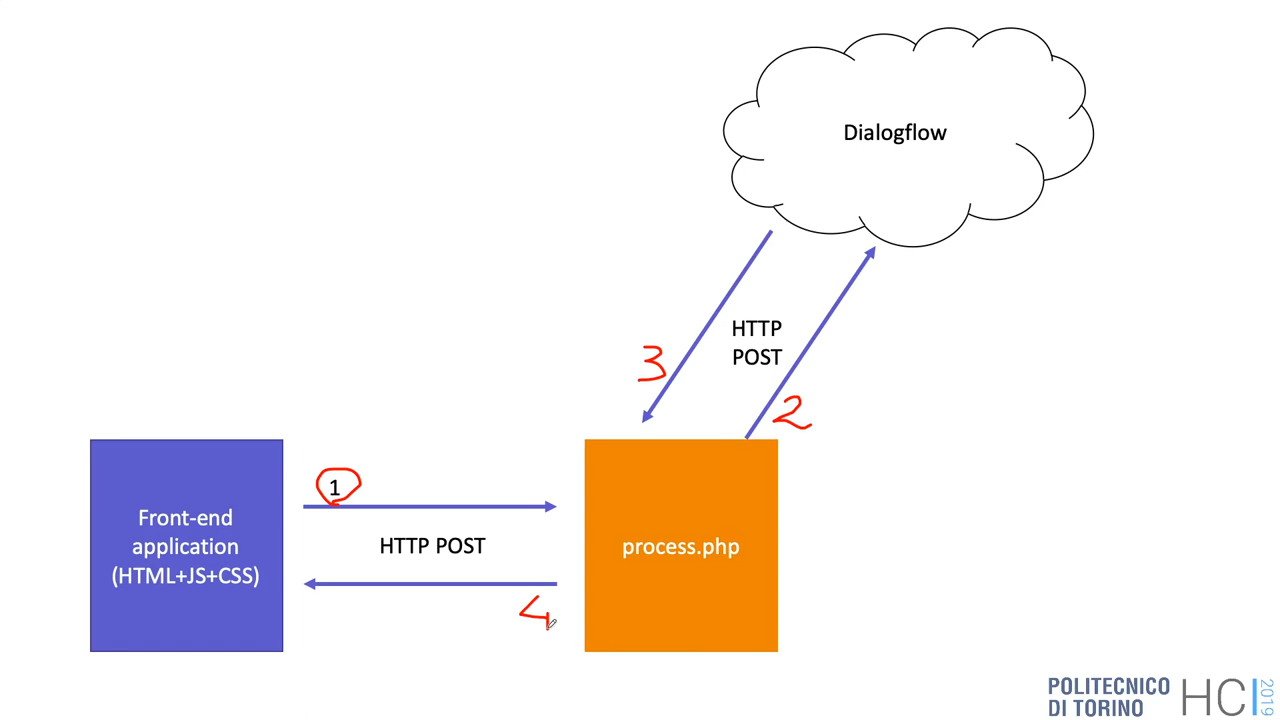 Dialogflow
HTTP
POST
3
2
1
Front-end
application
(HTML+JS+CSS)
HTTP POST
process.php
4
POLITECNICO
DI TORINO
HCI
2019